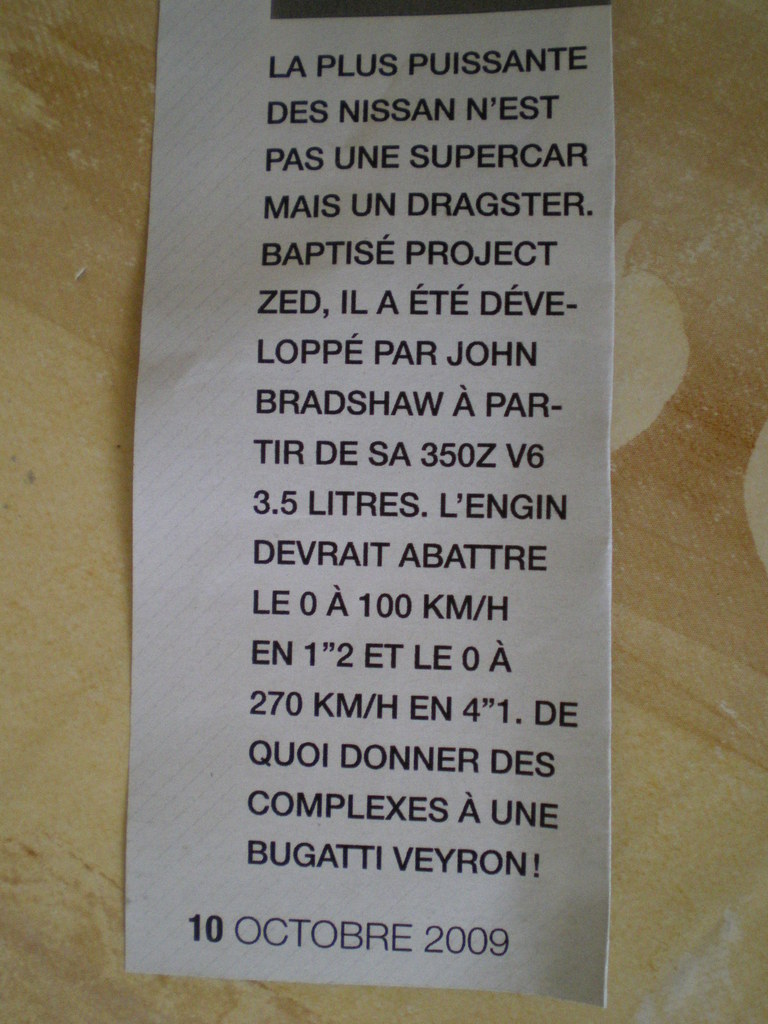 LA PLUS PUISSANTE
DES NISSAN N'EST
PAS UNE SUPERCAR
MAIS UN DRAGSTER.
BAPTISÉ PROJECT
ZED, IL A ÉTÉ DÉVE-
LOPPÉ PAR JOHN
BRADSHAW À PAR-
TIR DE SA 350Z V6
3.5 LITRES. L'ENGIN
DEVRAIT ABATTRE
LE 0 À 100 KM/H
EN 1”2 ET LE 0 À
270 KM/H EN 4”1. DE
QUOI DONNER DES
COMPLEXES À UNE
BUGATTI VEYRON!
10 OCTOBRE 2009